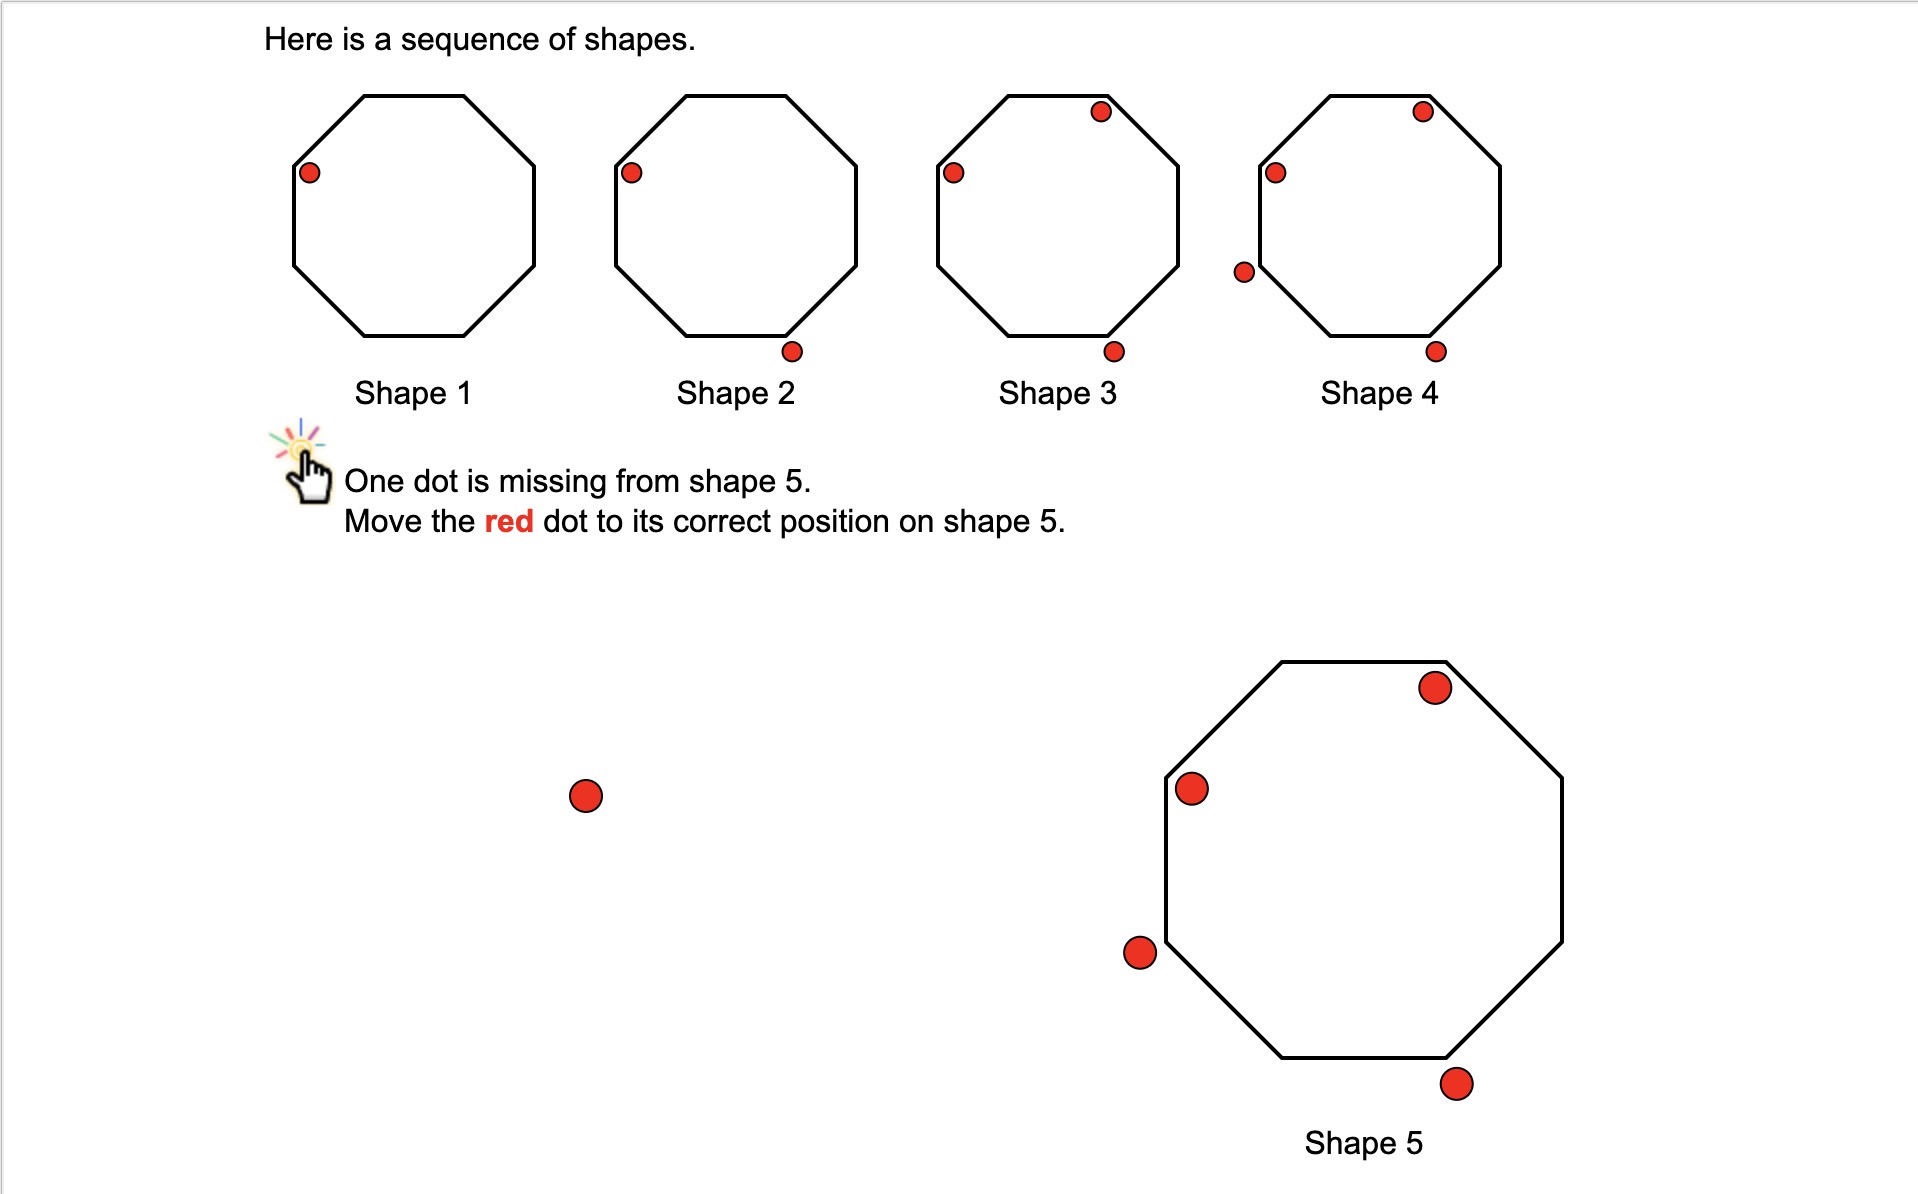 Here is a sequence of shapes.
Shape 1
Shape 2
Shape 3
Shape 4
One dot is missing from shape 5.
Move the red dot to its correct position on shape 5.
Shape 5